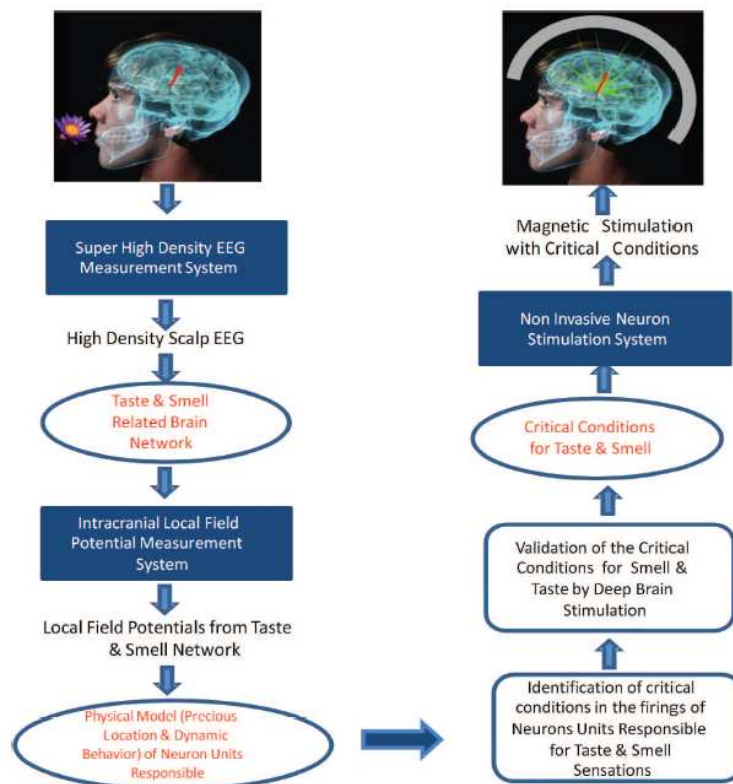 Super High Density EEG
Measurement System
High Density Scalp EEG
Taste & Smell
Related Brain
Network
Intracranial Local Field
Potential Measurement
System
Local Field Potentials from Taste
& Smell Network
Physical Model (Precious
Location & Dynamic
Behavior) of Neuron Units
Responsible
Identification of critical
conditions in the firings of
Neurons Units Responsible
for Taste & Smell
Sensations
Validation of the Critical
Conditions for Smell &
Taste by Deep Brain
Stimulation
Critical Conditions
for Taste & Smell
Non Invasive Neuron
Stimulation System
Magnetic Stimulation
with Critical Conditions